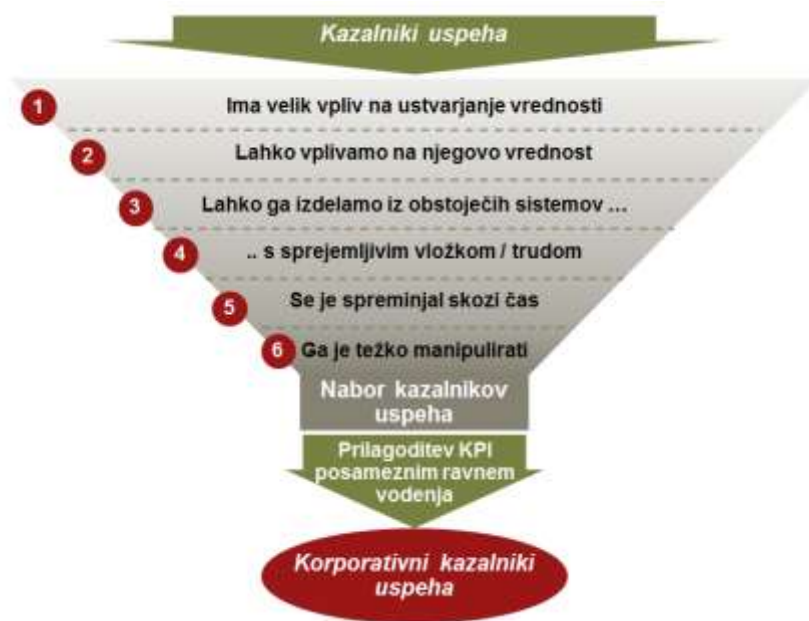 Kazalniki uspeha
1 Ima velik vpliv na ustvarjanje vrednosti
2 Lahko vplivamo na njegovo vrednost
3 Lahko ga izdelamo iz obstoječih sistemov ...
4 .. s sprejemljivim vložkom / trudom
5 Se je spreminjal skozi čas
6 Ga je težko manipulirati
Nabor kazalnikov
uspeha
Prilagoditev KPI
posameznim ravnem
vodenja
Korporativni kazalniki
uspeha